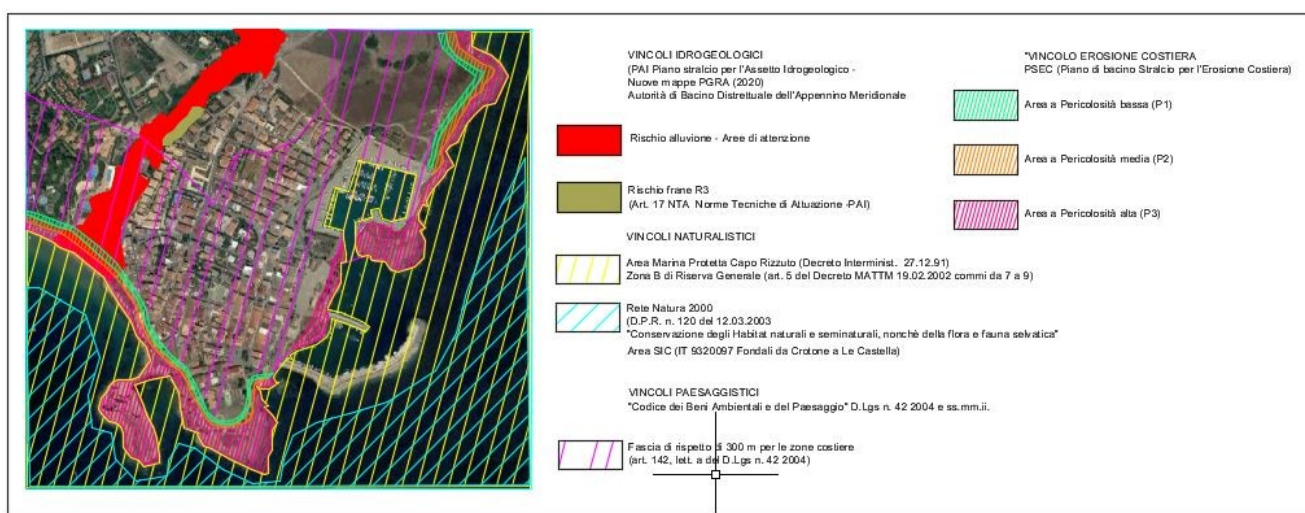 VINCOLI IDROGEOLOGICI
(PAI Piano stralcio per l'Assetto Idrogeologico -
Nuove mappe PGRA (2020)
Autorità di Bacino Distrettuale dell'Appennino Meridionale
Rischio alluvione - Aree di attenzione
Rischio frane R3
(Art. 17 NTA Norme Tecniche di Attuazione -PAI)
VINCOLI NATURALISTICI
Area Marina Protetta Capo Rizzuto (Decreto Interminist. 27.12.91)
Zona B di Riserva Generale (art. 5 del Decreto MATTM 19.02.2002 commi da 7 a 9)
Rete Natura 2000
(D.P.R. n. 120 del 12.03.2003
"Conservazione degli Habitat naturali e seminaturali, nonchè della flora e fauna selvatica"
Area SIC (IT 9320097 Fondali da Crotone a Le Castella)
VINCOLI PAESAGGISTICI
"Codice dei Beni Ambientali e del Paesaggio" D.Lgs n. 42 2004 e ss.mm.ii.
Fascia di rispetto di 300 m per le zone costiere
(art. 142, lett. a del D.Lgs n. 42 2004)
"VINCOLO EROSIONE COSTIERA
PSEC (Piano di bacino Stralcio per l'Erosione Costiera)
Area a Pericolosità bassa (P1)
Area a Pericolosità media (P2)
Area a Pericolosità alta (P3)